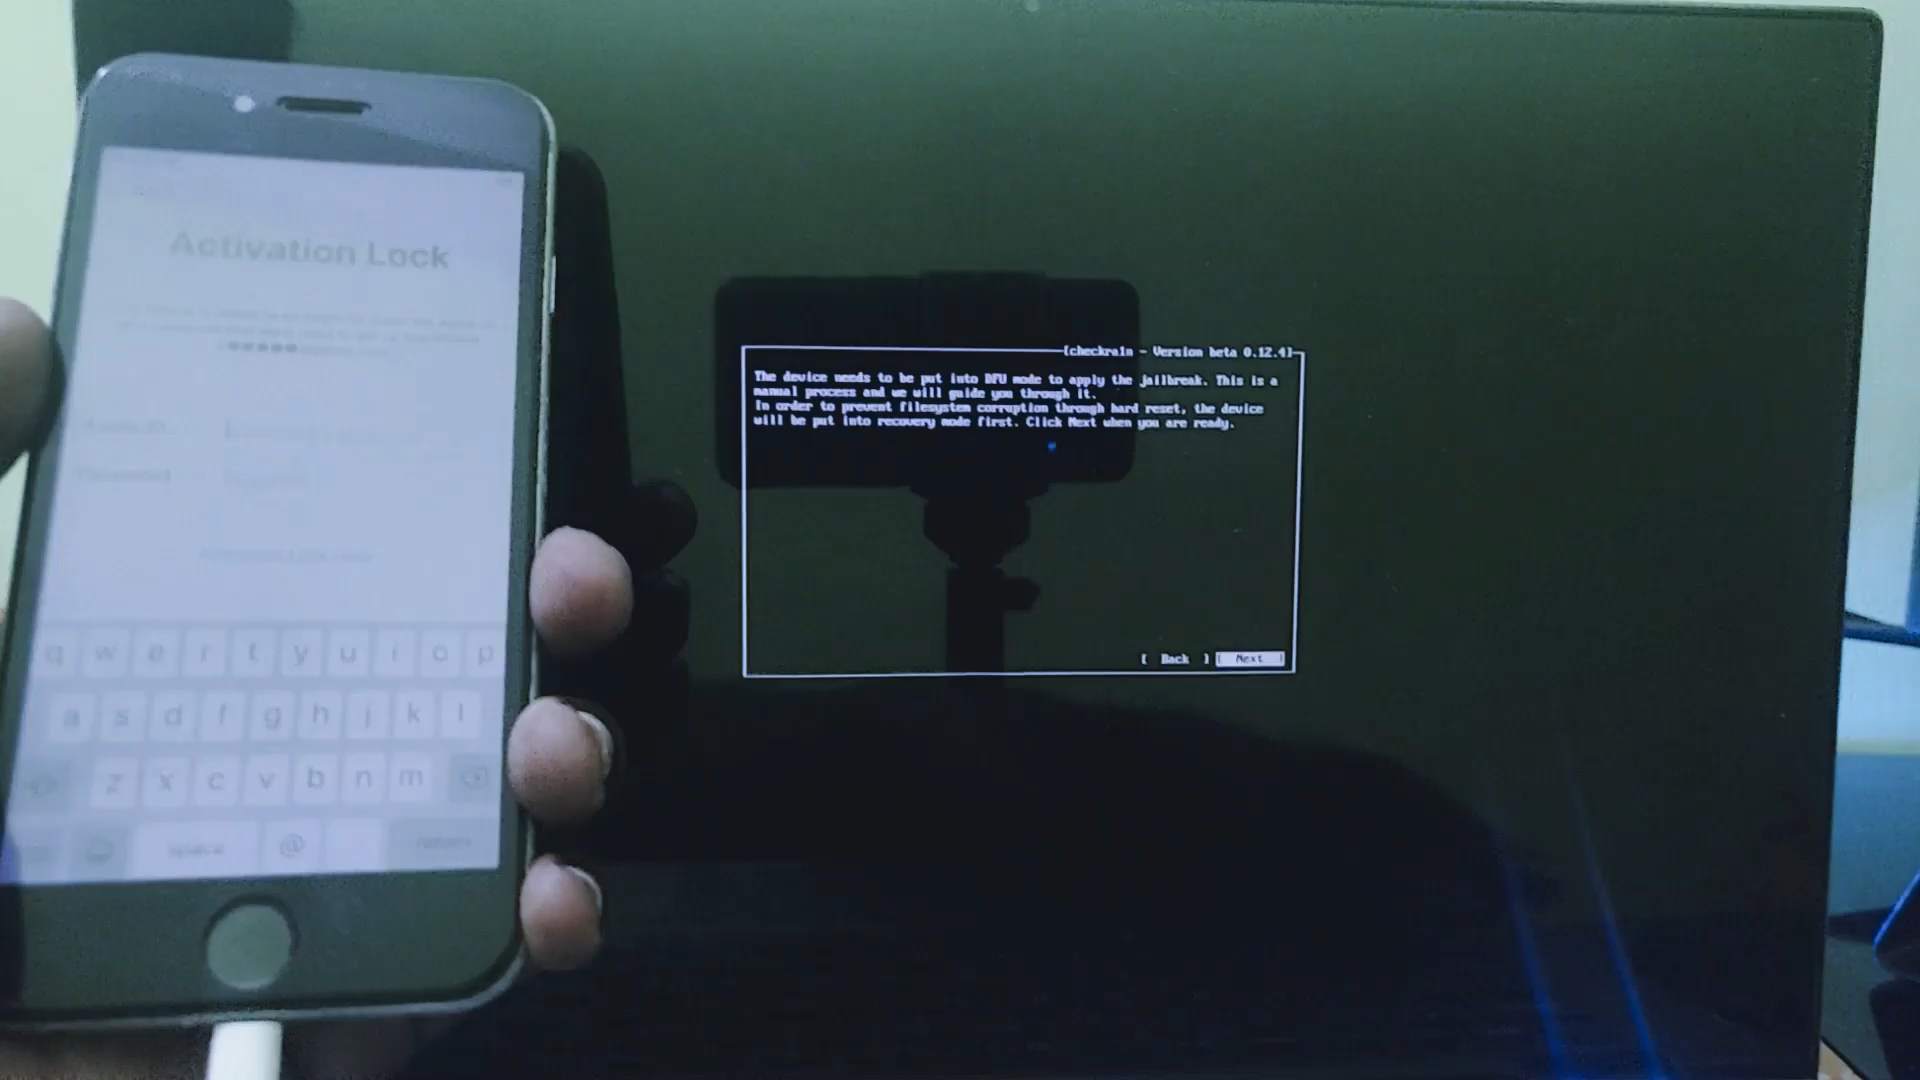 Activation Lock
q w e r t y u i o p
a s d f g h j k l
z x c v b n m
space @ return
[checkra1n - Version beta 0.12.4]
The device needs to be put into DFU mode to apply the jailbreak. This is a
manual process and we will guide you through it.
In order to prevent filesystem corruption through hard reset, the device
will be put into recovery mode first. Click Next when you are ready.
[ Back ] [ Next ]